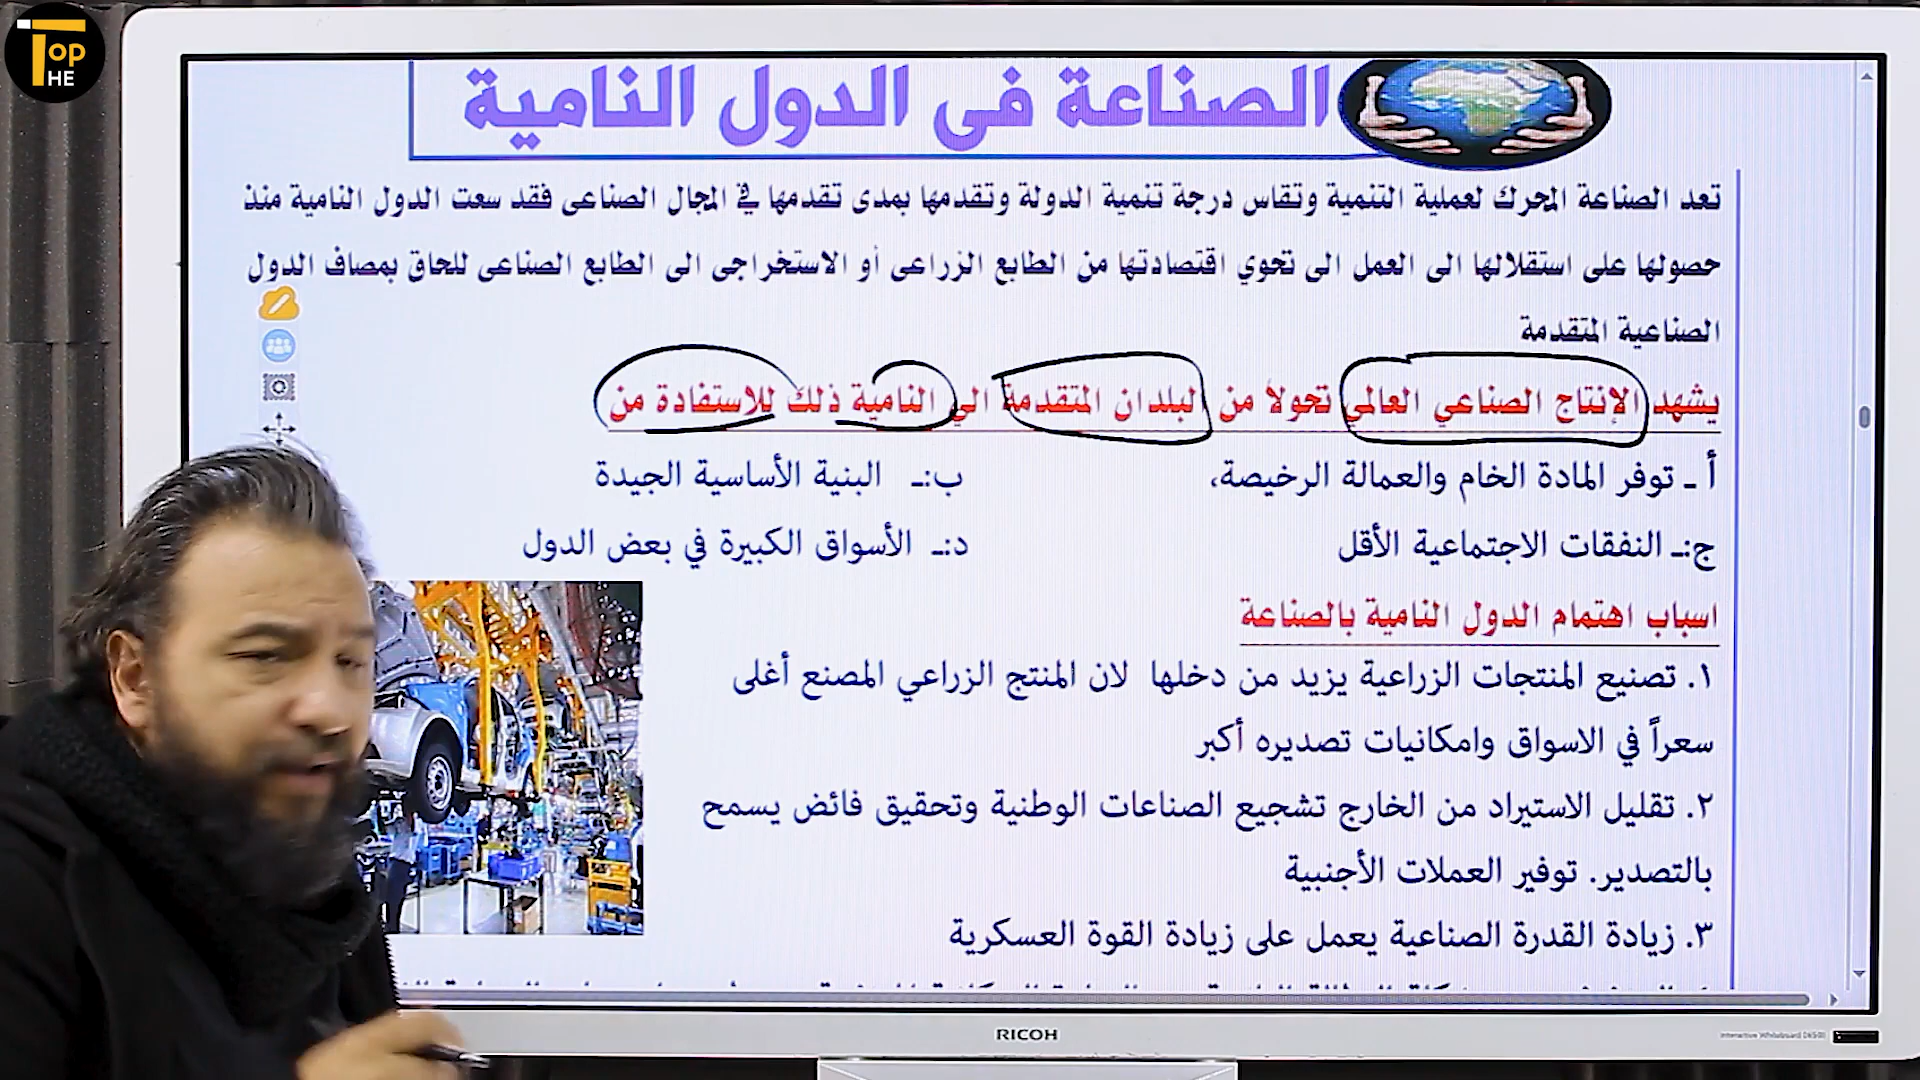 TOP
THE
الصناعة فى الدول النامية
تعد الصناعة المحرك لعملية التنمية وتقاس درجة تنمية الدولة وتقدمها بمدى تقدمها في المجال الصناعى فقد سعت الدول النامية منذ
حصولها على استقلالها الى العمل الى تحوي اقتصادتها من الطابع الزراعى أو الاستخراجى الى الطابع الصناعى للحاق بمصاف الدول
الصناعية المتقدمة
يشهد الإنتاج الصناعي العالمي تحولا من لبلدان المتقدمة الي النامية ذلك للاستفادة من
أ ـ توفر المادة الخام والعمالة الرخيصة، ب:ـ البنية الأساسية الجيدة
ج:ـ النفقات الاجتماعية الأقل د:ـ الأسواق الكبيرة في بعض الدول
اسباب اهتمام الدول النامية بالصناعة
١. تصنيع المنتجات الزراعية يزيد من دخلها لان المنتج الزراعي المصنع أغلى
سعراً في الاسواق وامكانيات تصديره أكبر
٢. تقليل الاستيراد من الخارج تشجيع الصناعات الوطنية وتحقيق فائض يسمح
بالتصدير. توفير العملات الأجنبية
٣. زيادة القدرة الصناعية يعمل على زيادة القوة العسكرية
RICOH